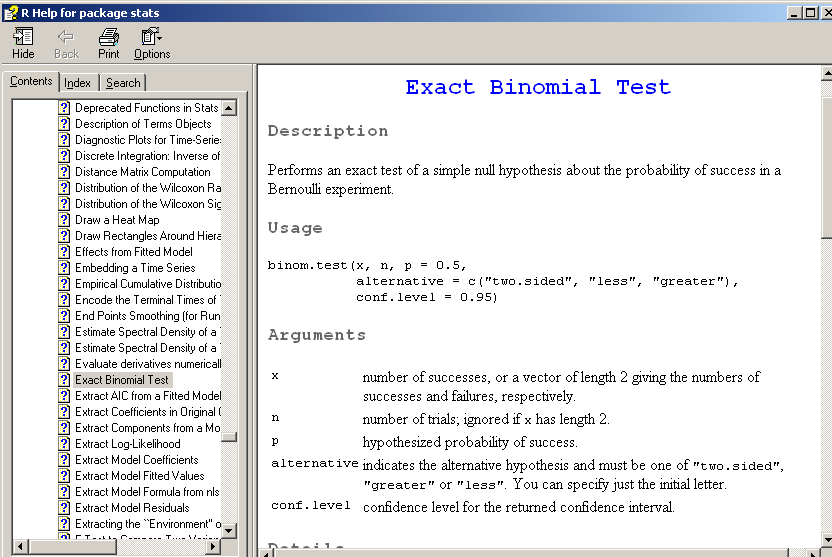 R Help for package stats
Hide Back Print Options
Contents Index Search
Deprecated Functions in Stats
Description of Terms Objects
Diagnostic Plots for Time-Series
Discrete Integration: Inverse of
Distance Matrix Computation
Distribution of the Wilcoxon Ra
Distribution of the Wilcoxon Sig
Draw a Heat Map
Draw Rectangles Around Hiera
Effects from Fitted Model
Embedding a Time Series
Empirical Cumulative Distributio
Encode the Terminal Times of
End Points Smoothing (for Run
Estimate Spectral Density of a
Estimate Spectral Density of a
Evaluate derivatives numericall
Exact Binomial Test
Extract AIC from a Fitted Model
Extract Coefficients in Original
Extract Components from a Mo
Extract Log-Likelihood
Extract Model Coefficients
Extract Model Fitted Values
Extract Model Formula from nls
Extract Model Residuals
Extracting the ``Environment'' o
F Test to Compare Two Varian
Exact Binomial Test
Description
Performs an exact test of a simple null hypothesis about the probability of success in a
Bernoulli experiment.
Usage
binom.test(x, n, p = 0.5,
alternative = c("two.sided", "less", "greater"),
conf.level = 0.95)
Arguments
x number of successes, or a vector of length 2 giving the numbers of
successes and failures, respectively.
n number of trials; ignored if x has length 2.
p hypothesized probability of success.
alternative indicates the alternative hypothesis and must be one of "two.sided",
"greater" or "less". You can specify just the initial letter.
conf.level confidence level for the returned confidence interval.
Details